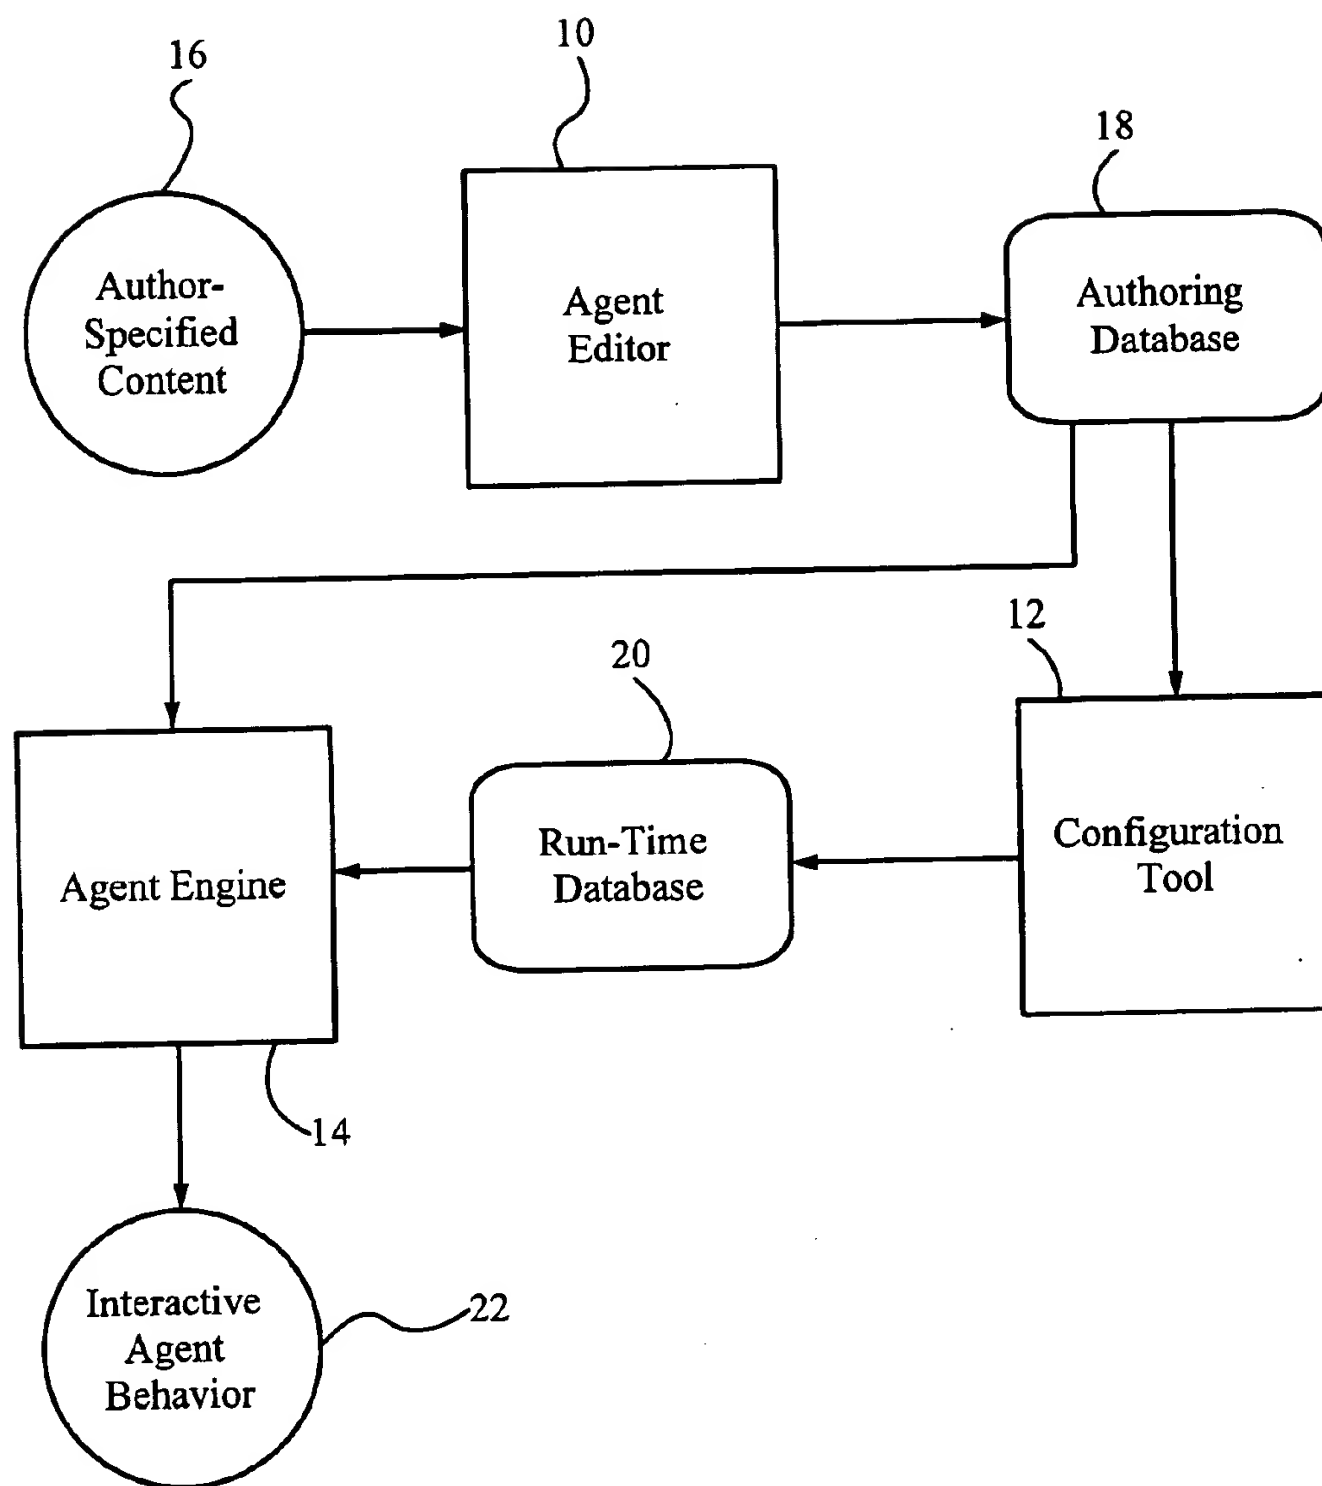 16
10
18
Author-
Specified
Content
Agent
Editor
Authoring
Database
12
20
Agent Engine
Run-Time
Database
Configuration
Tool
14
Interactive
Agent
Behavior
22